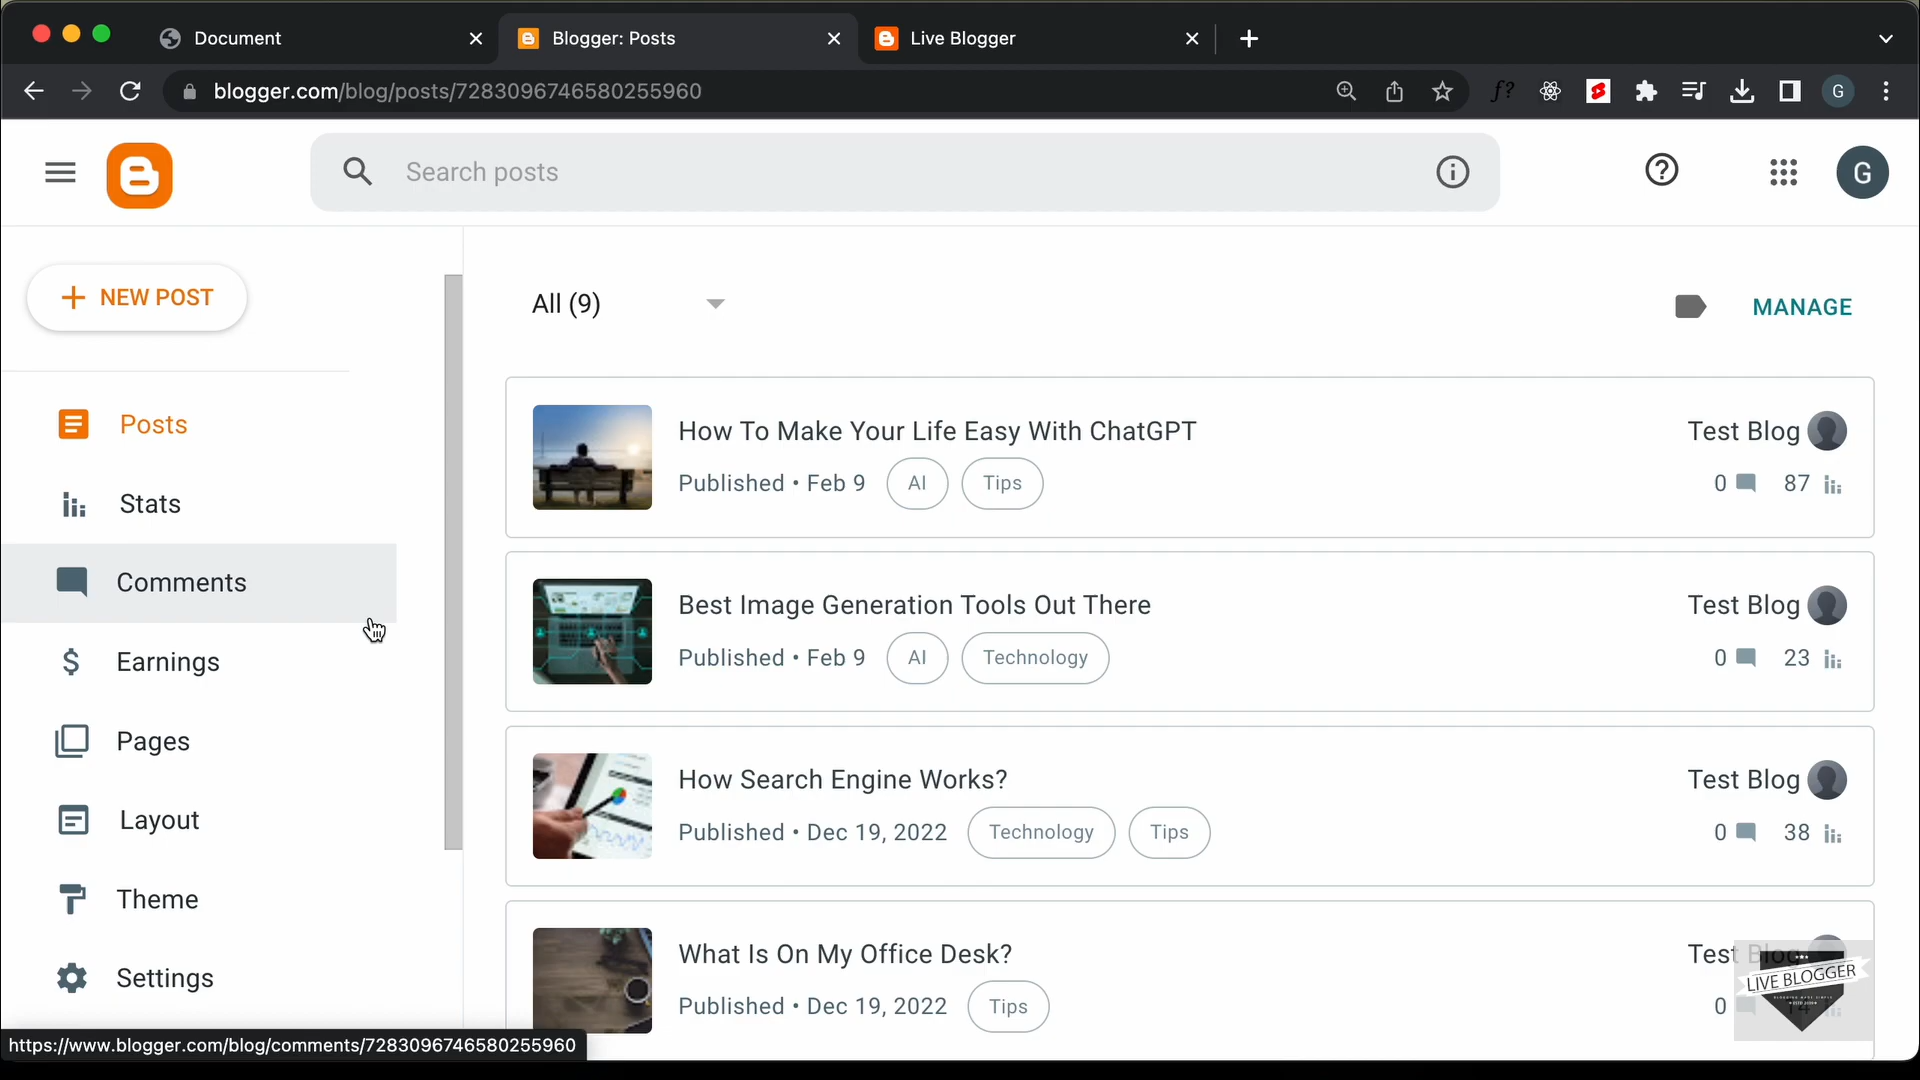 Document
Blogger: Posts
Live Blogger
blogger.com/blog/posts/7283096746580255960
f?
G
Search posts
G
NEW POST
All (9)
MANAGE
Posts
Stats
Comments
Earnings
Pages
Layout
Theme
Settings
How To Make Your Life Easy With ChatGPT
Test Blog
Published • Feb 9 AI Tips
0 87
Best Image Generation Tools Out There
Test Blog
Published • Feb 9 AI Technology
0 23
How Search Engine Works?
Test Blog
Published • Dec 19, 2022 Technology Tips
0 38
What Is On My Office Desk?
Test Blog
Published • Dec 19, 2022 Tips
0 14
LIVE BLOGGER
https://www.blogger.com/blog/comments/7283096746580255960